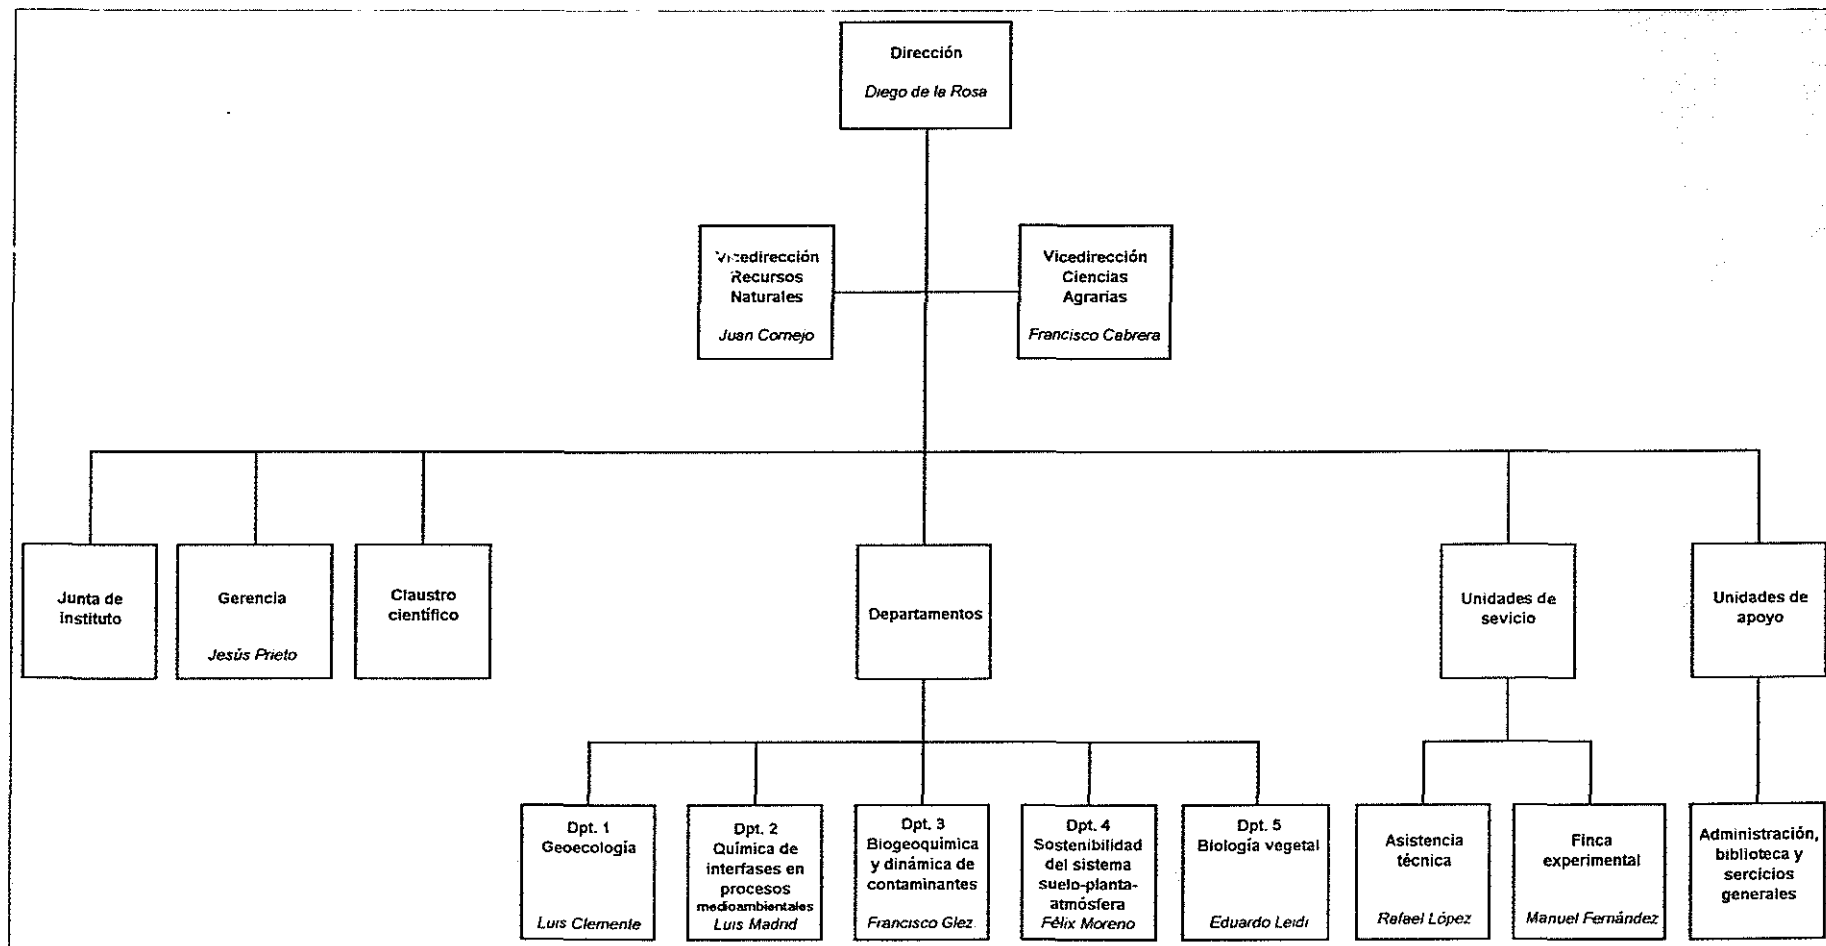 Dirección
Diego de la Rosa
Vicedirección
Recursos
Naturales
Juan Cornejo
Vicedirección
Ciencias
Agrarias
Francisco Cabrera
Junta de
Instituto
Gerencia
Jesús Prieto
Claustro
científico
Departamentos
Unidades de
sevicio
Unidades de
apoyo
Dpt. 1
Geoecología
Luis Clemente
Dpt. 2
Química de
interfases en
procesos
medioambientales
Luis Madrid
Dpt. 3
Biogeoquímica
y dinámica de
contaminantes
Francisco Glez.
Dpt. 4
Sostenibilidad
del sistema
suelo-planta-
atmósfera
Félix Moreno
Dpt. 5
Biología vegetal
Eduardo Leidi
Asistencia
técnica
Rafael López
Finca
experimental
Manuel Fernández
Administración,
biblioteca y
sercicios
generales